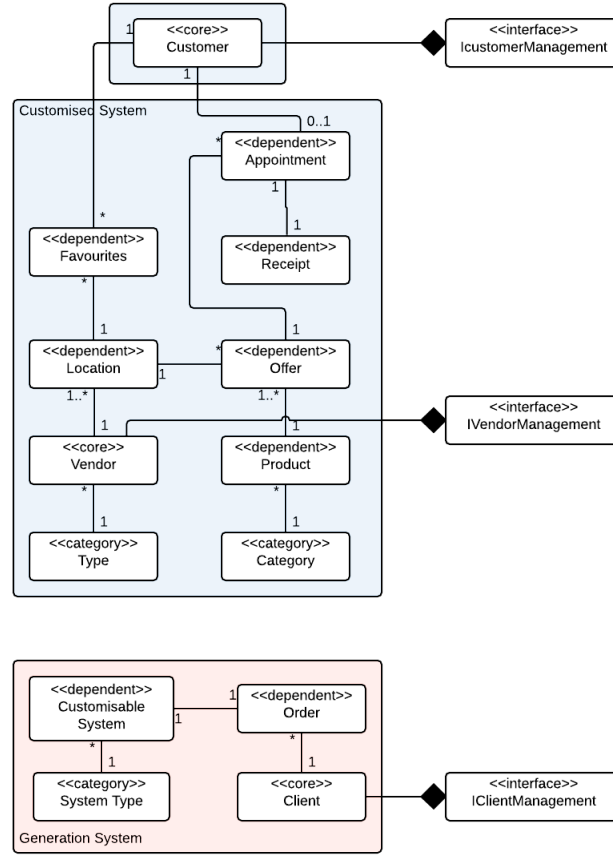 1
<<core>>
Customer
<<interface>>
IcustomerManagement
1
Customised System
0..1
*
<<dependent>>
Appointment
1
*
1
<<dependent>>
Favourites
<<dependent>>
Receipt
*
1
1
<<dependent>>
Location
*
1
<<dependent>>
Offer
1..*
1..*
<<interface>>
IVendorManagement
1
1
<<core>>
Vendor
<<dependent>>
Product
*
*
1
1
<<category>>
Type
<<category>>
Category
<<dependent>>
Customisable
System
1
1
<<dependent>>
Order
*
*
1
1
<<category>>
System Type
<<core>>
Client
<<interface>>
IClientManagement
Generation System